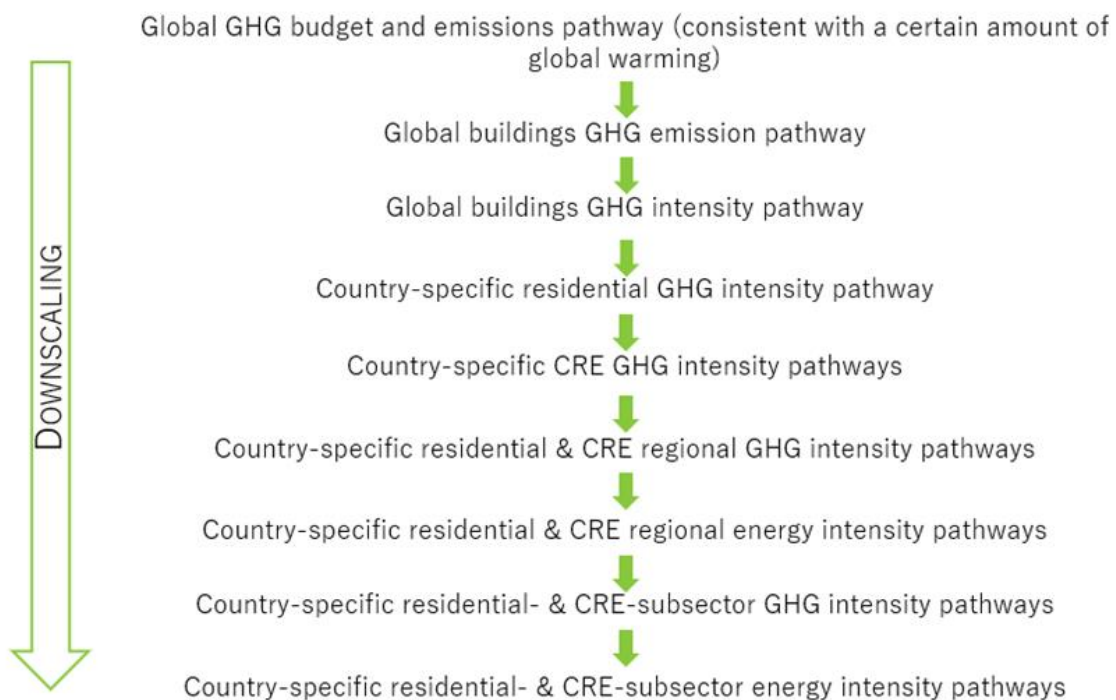 Global GHG budget and emissions pathway (consistent with a certain amount of
global warming)
Global buildings GHG emission pathway
Global buildings GHG intensity pathway
Country-specific residential GHG intensity pathway
Country-specific CRE GHG intensity pathways
Country-specific residential & CRE regional GHG intensity pathways
Country-specific residential & CRE regional energy intensity pathways
Country-specific residential- & CRE-subsector GHG intensity pathways
Country-specific residential- & CRE-subsector energy intensity pathways
DOWNSCALING